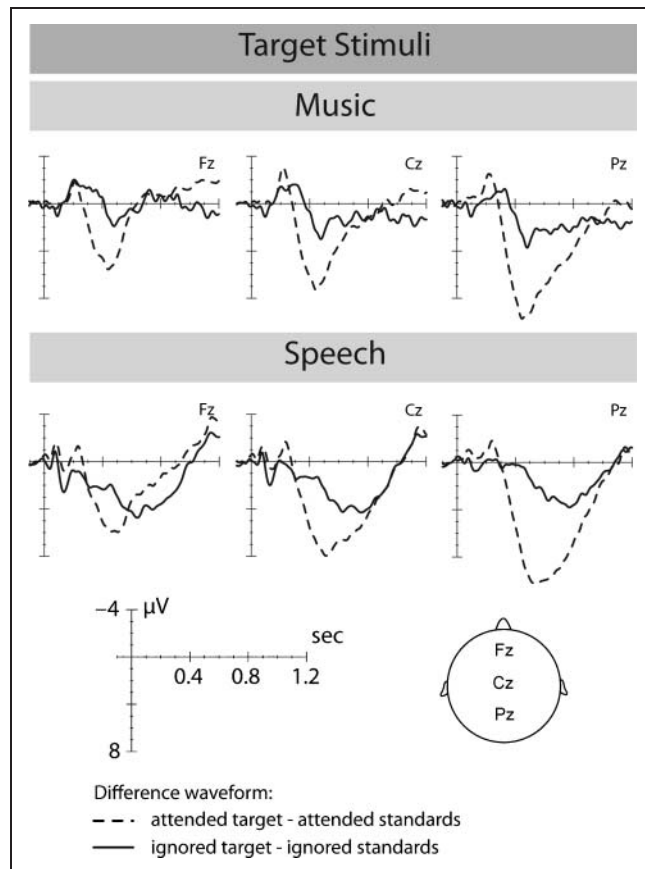 Target Stimuli
Music
Fz Cz Pz
Speech
Fz Cz Pz
−4 µV
sec
0.4 0.8 1.2
8
Fz
Cz
Pz
Difference waveform:
attended target - attended standards
ignored target - ignored standards